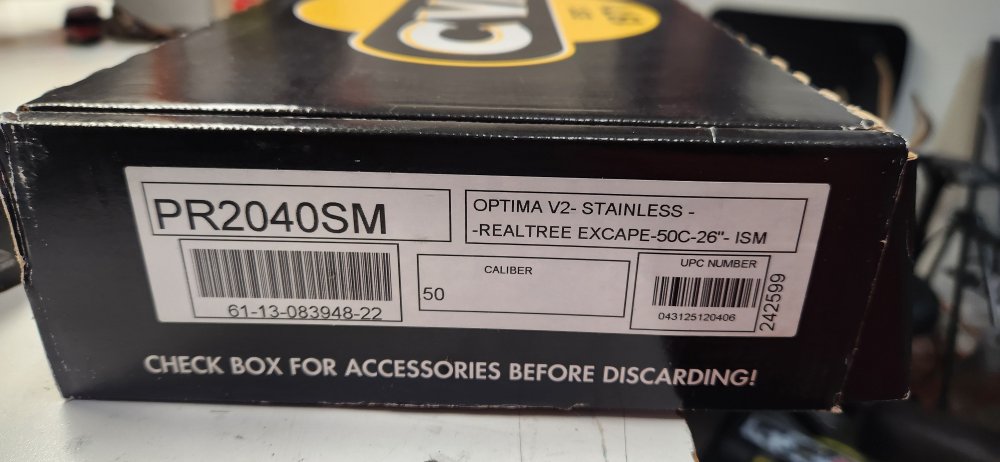 CVA
PR2040SM
OPTIMA V2- STAINLESS -
-REALTREE EXCAPE-50C-26"- ISM
61-13-083948-22
CALIBER
50
UPC NUMBER
043125120406
242599
CHECK BOX FOR ACCESSORIES BEFORE DISCARDING!